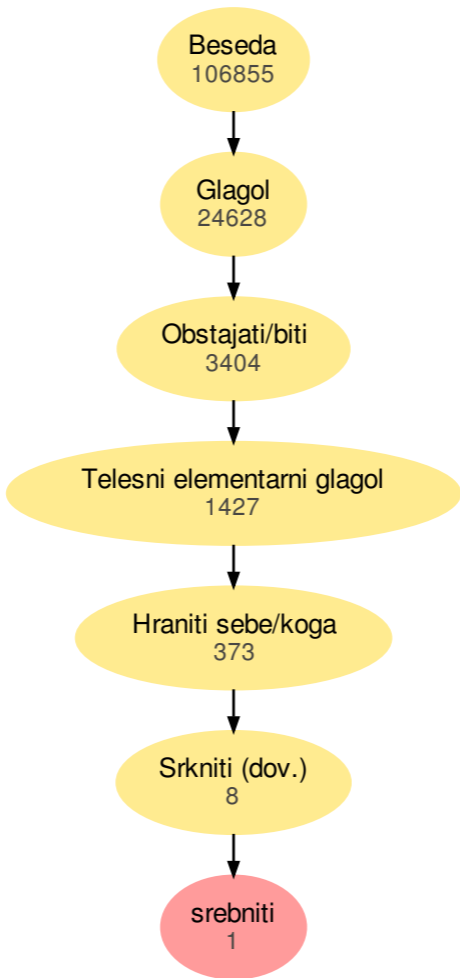 Beseda
106855
Glagol
24628
Obstajati/biti
3404
Telesni elementarni glagol
1427
Hraniti sebe/koga
373
Srkniti (dov.)
8
srebniti
1